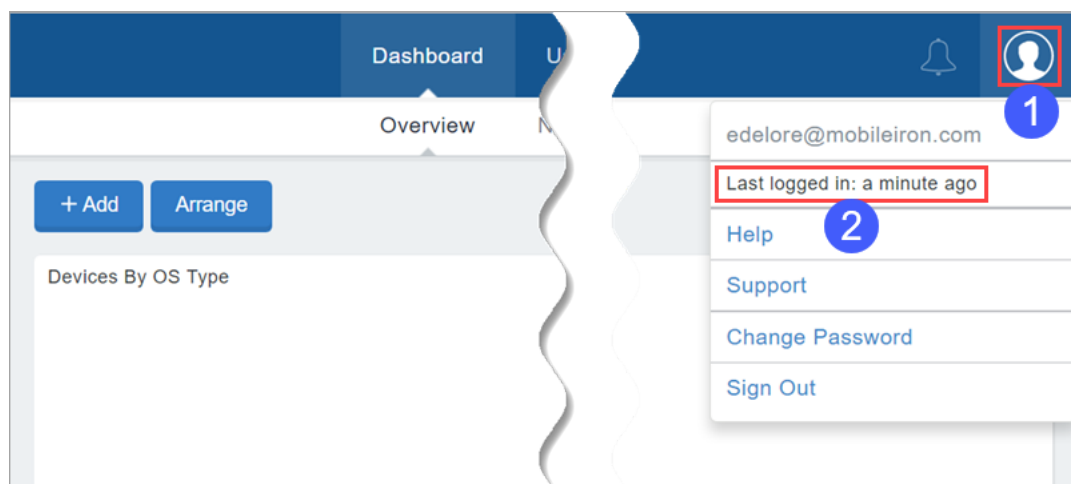 Dashboard U
Overview N
1
edelore@mobileiron.com
Last logged in: a minute ago
2
+ Add Arrange
Help
Devices By OS Type
Support
Change Password
Sign Out